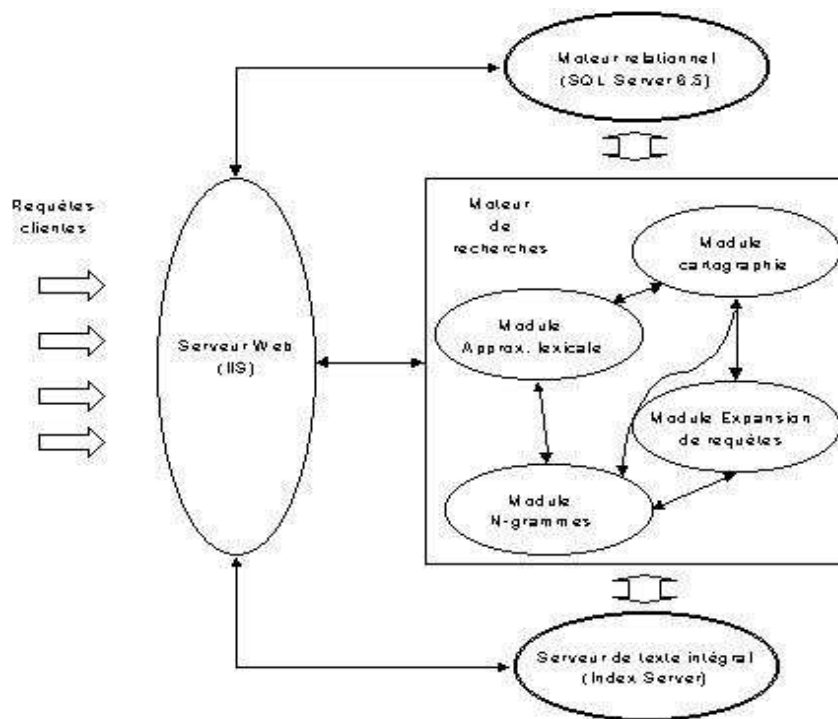 Moteur relationnel
(SQL Server 6.5)
Requêtes
clientes
Moteur
de
recherches
Module
cartographie
Module
Approx. lexicale
Serveur Web
(IIS)
Module Expansion
de requêtes
Module
N-grammes
Serveur de texte intégral
(Index Server)